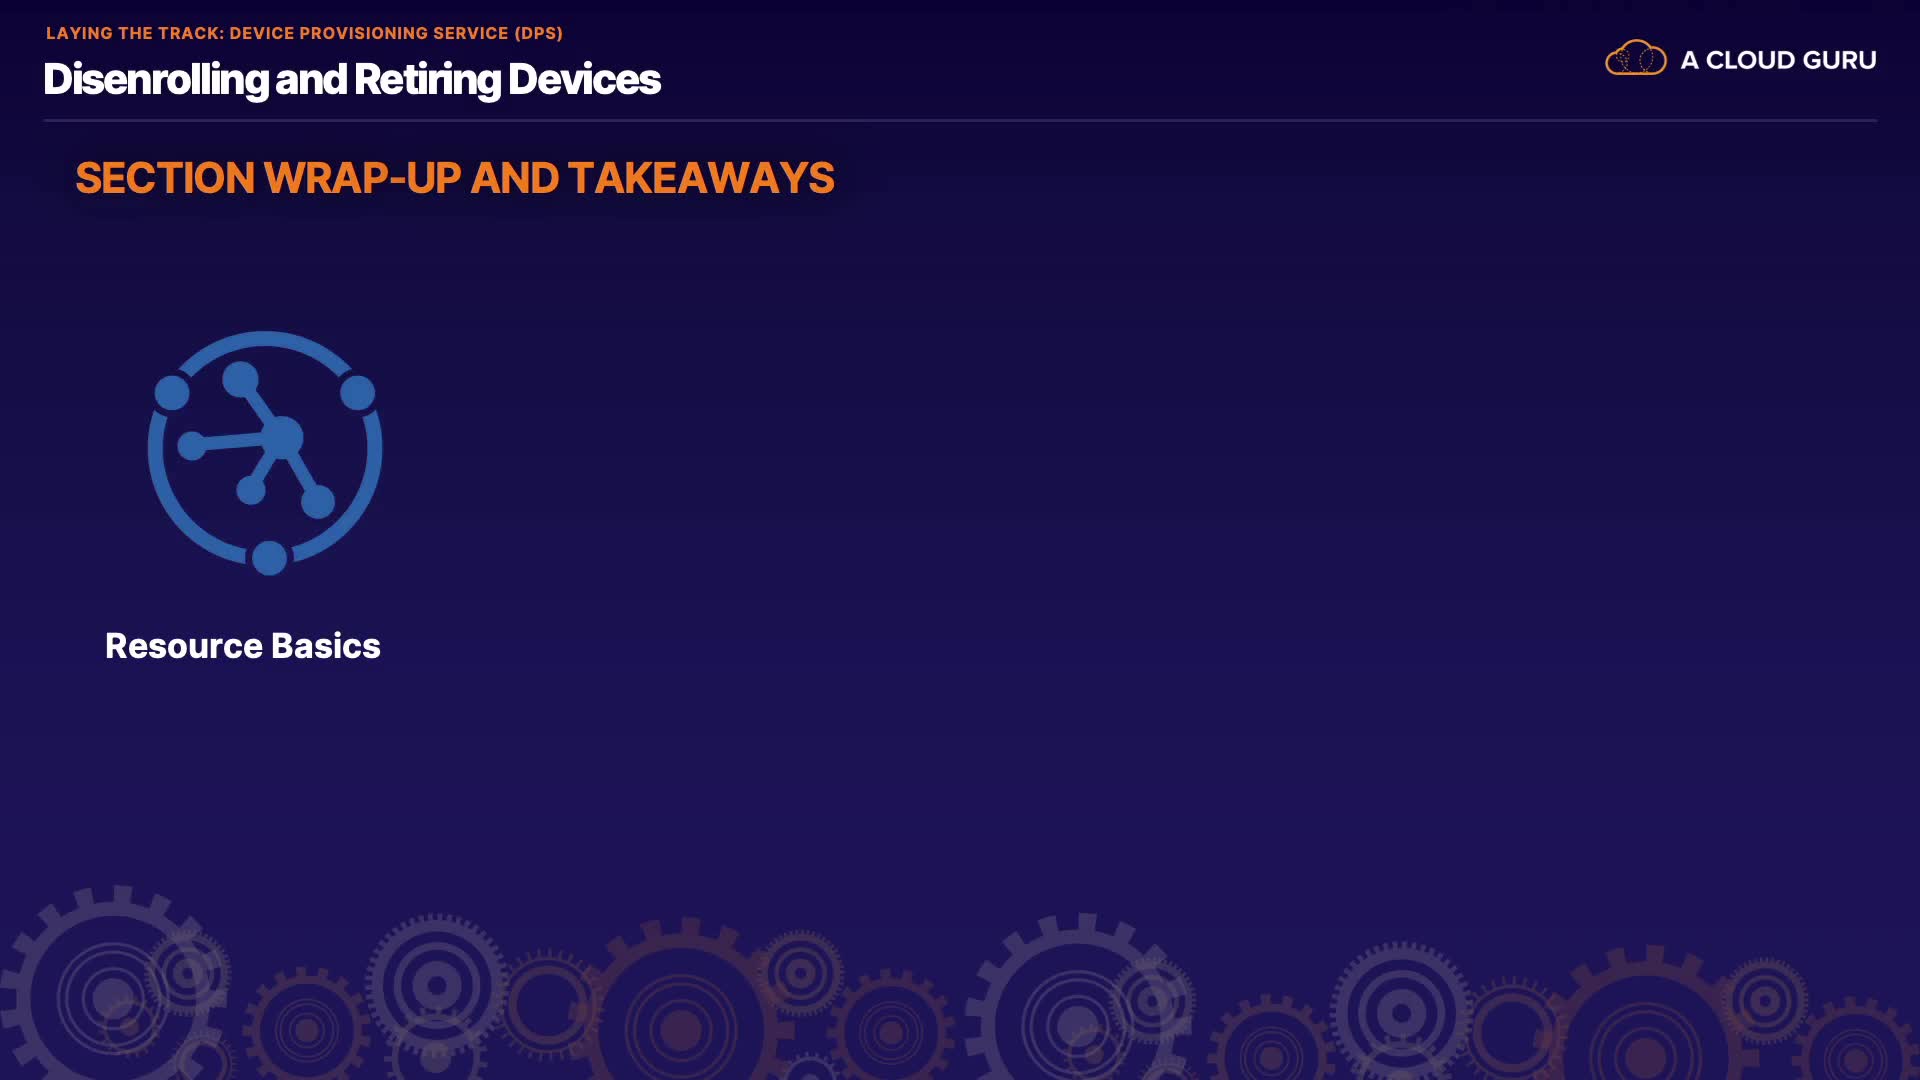 LAYING THE TRACK: DEVICE PROVISIONING SERVICE (DPS)
Disenrolling and Retiring Devices
A CLOUD GURU
SECTION WRAP-UP AND TAKEAWAYS
Resource Basics